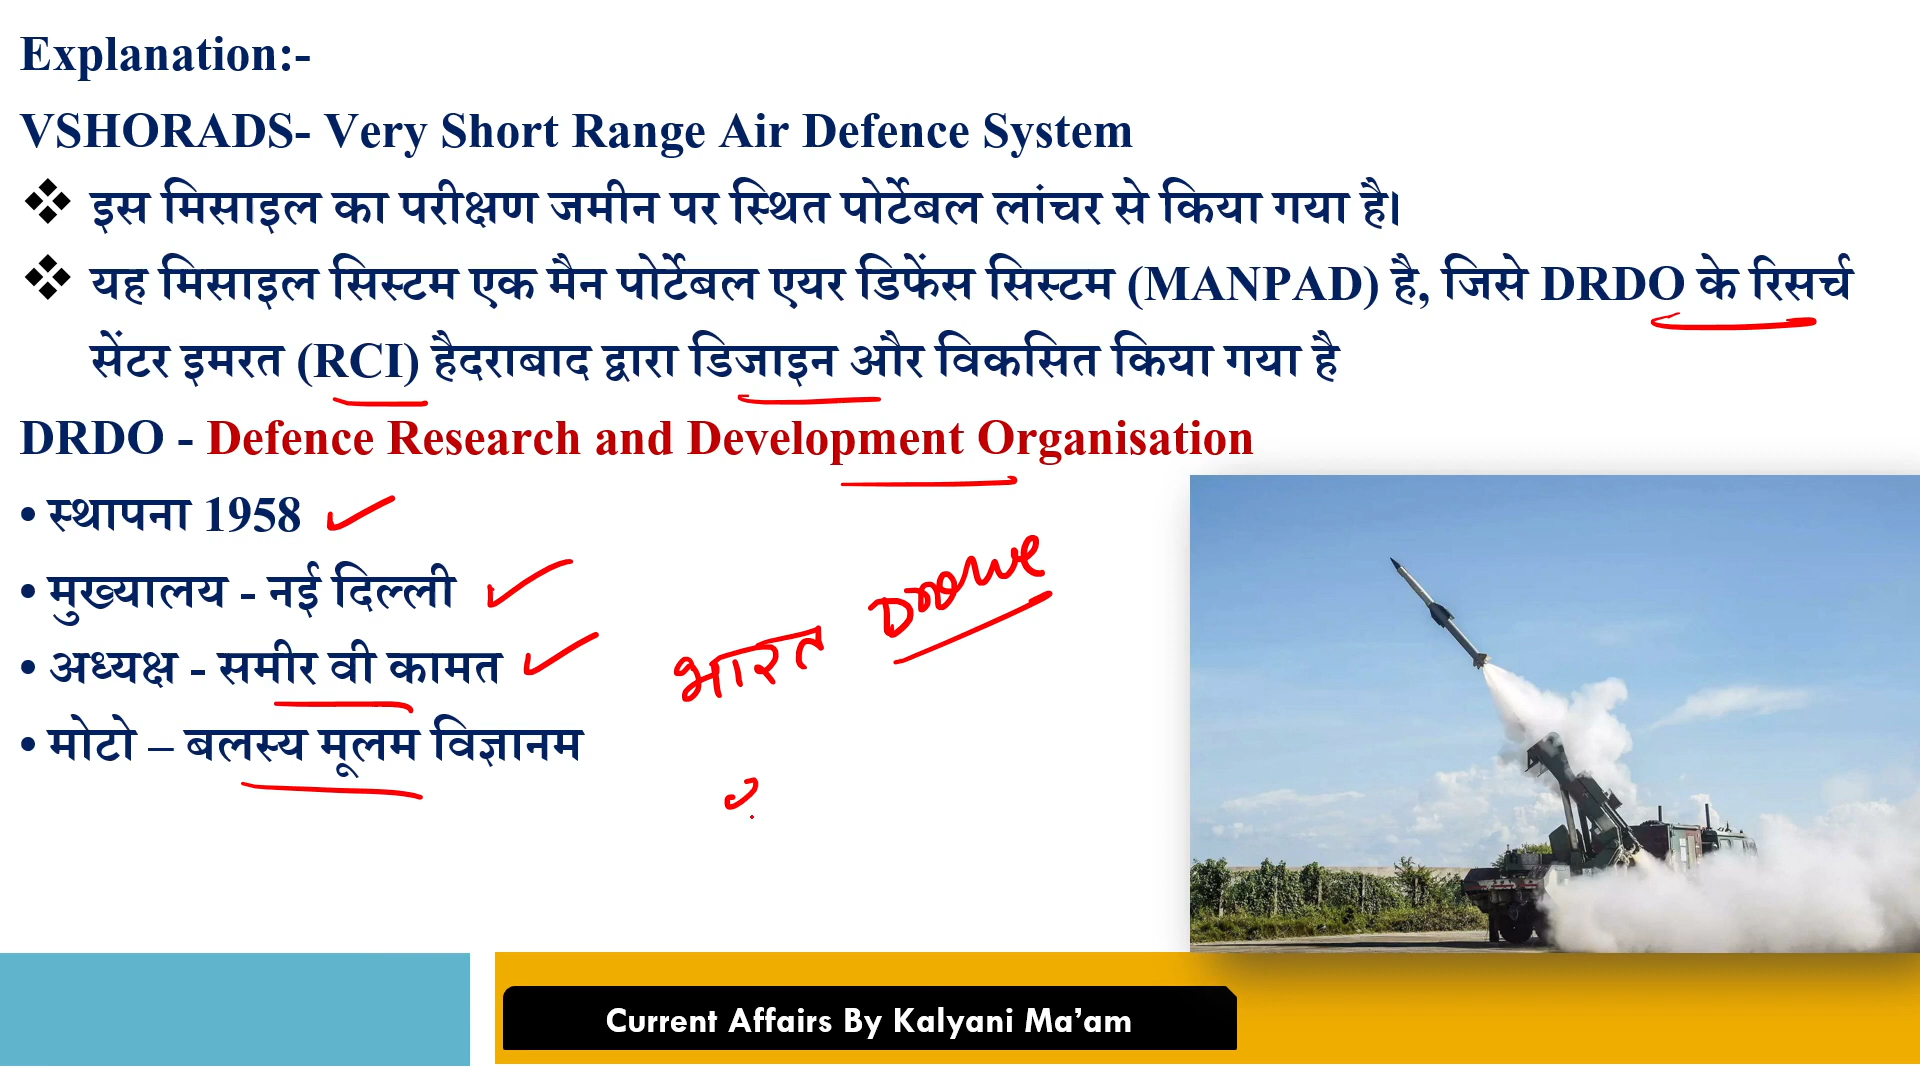 Explanation:-
VSHORADS- Very Short Range Air Defence System
❖ इस मिसाइल का परीक्षण जमीन पर स्थित पोर्टेबल लांचर से किया गया है।
❖ यह मिसाइल सिस्टम एक मैन पोर्टेबल एयर डिफेंस सिस्टम (MANPAD) है, जिसे DRDO के रिसर्च
सेंटर इमरत (RCI) हैदराबाद द्वारा डिजाइन और विकसित किया गया है
DRDO - Defence Research and Development Organisation
• स्थापना 1958
• मुख्यालय - नई दिल्ली
• अध्यक्ष - समीर वी कामत
• मोटो – बलस्य मूलम विज्ञानम
भारत
Current Affairs By Kalyani Ma’am